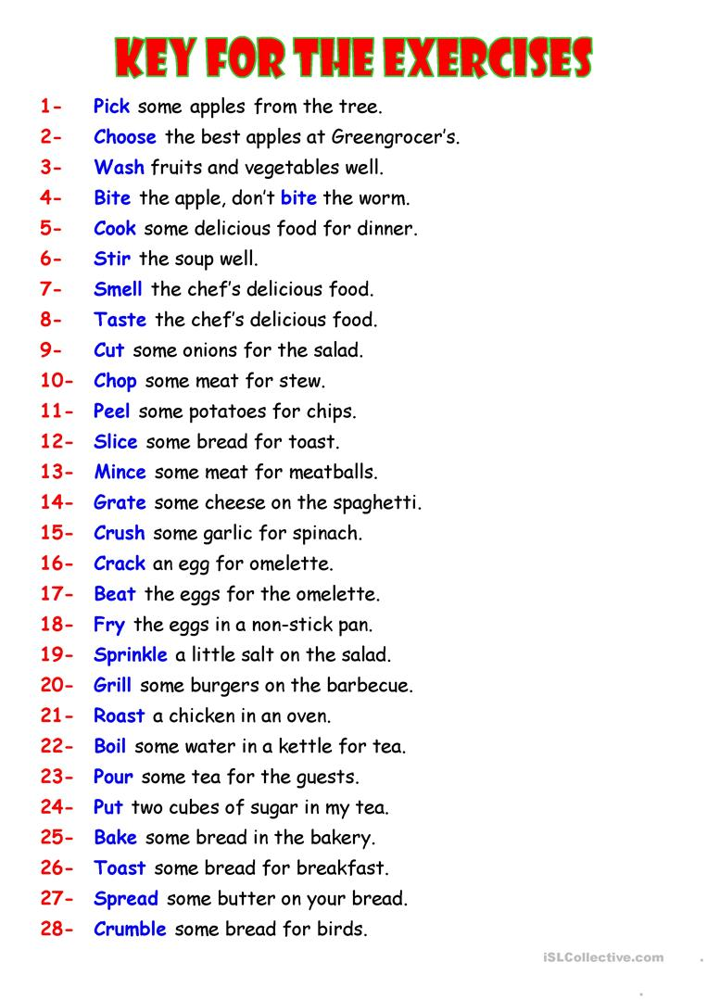 KEY FOR THE EXERCISES
1- Pick some apples from the tree.
2- Choose the best apples at Greengrocer's.
3- Wash fruits and vegetables well.
4- Bite the apple, don't bite the worm.
5- Cook some delicious food for dinner.
6- Stir the soup well.
7- Smell the chef's delicious food.
8- Taste the chef's delicious food.
9- Cut some onions for the salad.
10- Chop some meat for stew.
11- Peel some potatoes for chips.
12- Slice some bread for toast.
13- Mince some meat for meatballs.
14- Grate some cheese on the spaghetti.
15- Crush some garlic for spinach.
16- Crack an egg for omelette.
17- Beat the eggs for the omelette.
18- Fry the eggs in a non-stick pan.
19- Sprinkle a little salt on the salad.
20- Grill some burgers on the barbecue.
21- Roast a chicken in an oven.
22- Boil some water in a kettle for tea.
23- Pour some tea for the guests.
24- Put two cubes of sugar in my tea.
25- Bake some bread in the bakery.
26- Toast some bread for breakfast.
27- Spread some butter on your bread.
28- Crumble some bread for birds.
iSLCollective.com